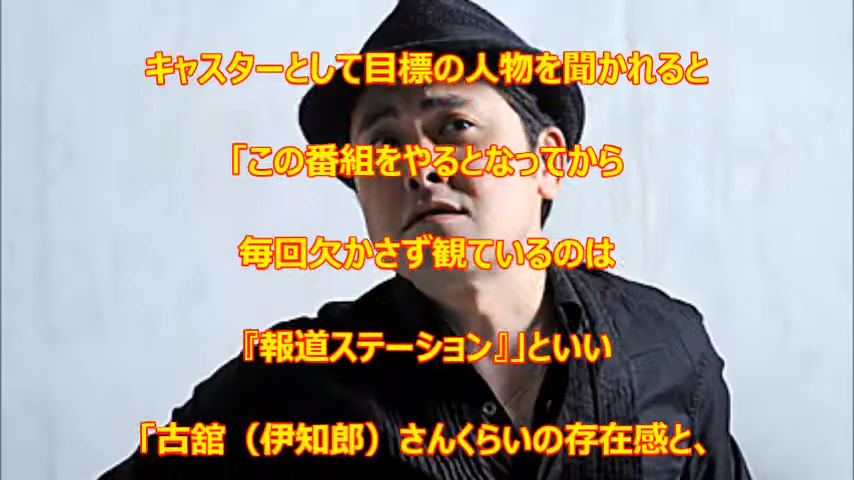 キャスターとして目標の人物を聞かれると
「この番組をやるとなってから
毎回欠かさず観ているのは
『報道ステーション』」といい
「古舘（伊知郎）さんくらいの存在感と、